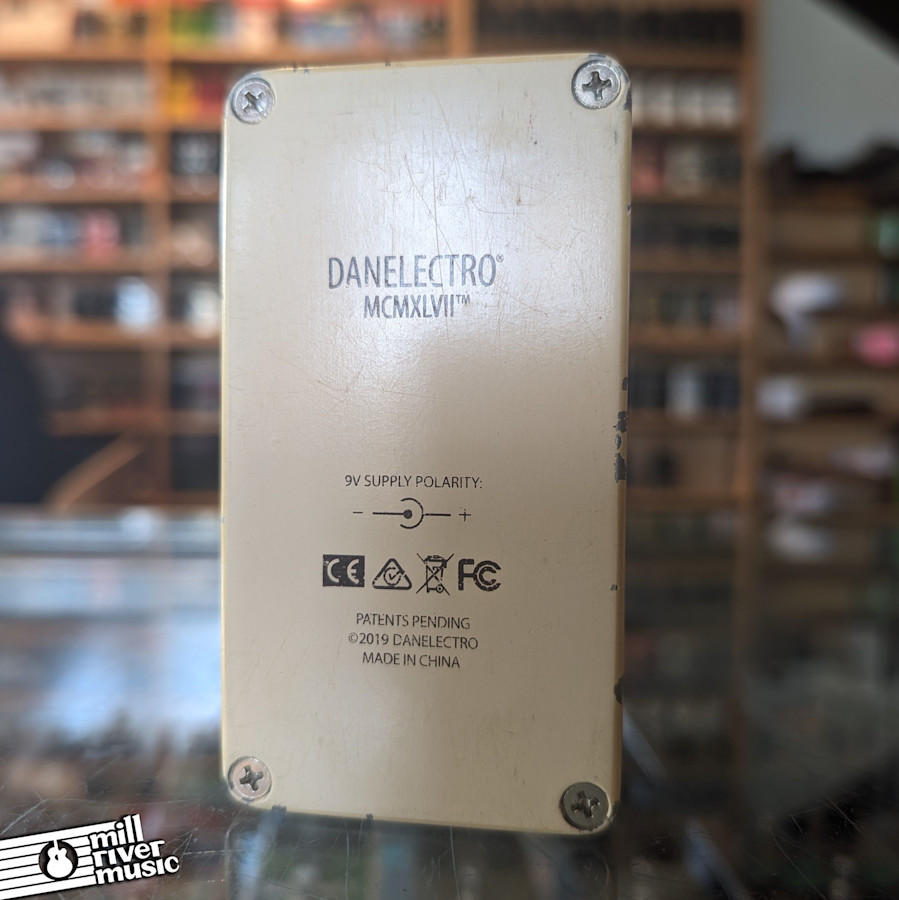 DANELECTRO®
MCMXLVII™
9V SUPPLY POLARITY:
− +
CE FC
PATENTS PENDING
©2019 DANELECTRO
MADE IN CHINA
mill
river
music